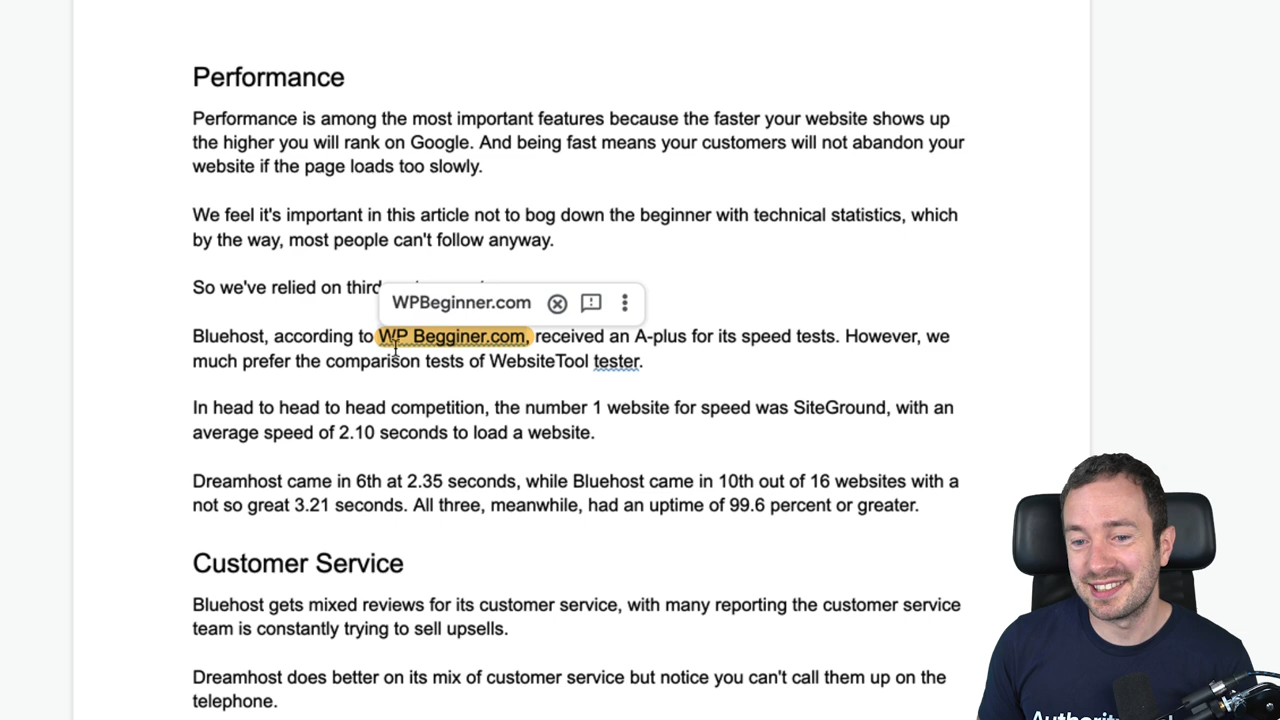 Performance
Performance is among the most important features because the faster your website shows up
the higher you will rank on Google. And being fast means your customers will not abandon your
website if the page loads too slowly.
We feel it's important in this article not to bog down the beginner with technical statistics, which
by the way, most people can't follow anyway.
So we've relied on third
WPBeginner.com
Bluehost, according to WP Begginer.com, received an A-plus for its speed tests. However, we
much prefer the comparison tests of WebsiteTool tester.
In head to head to head competition, the number 1 website for speed was SiteGround, with an
average speed of 2.10 seconds to load a website.
Dreamhost came in 6th at 2.35 seconds, while Bluehost came in 10th out of 16 websites with a
not so great 3.21 seconds. All three, meanwhile, had an uptime of 99.6 percent or greater.
Customer Service
Bluehost gets mixed reviews for its customer service, with many reporting the customer service
team is constantly trying to sell upsells.
Dreamhost does better on its mix of customer service but notice you can't call them up on the
telephone.